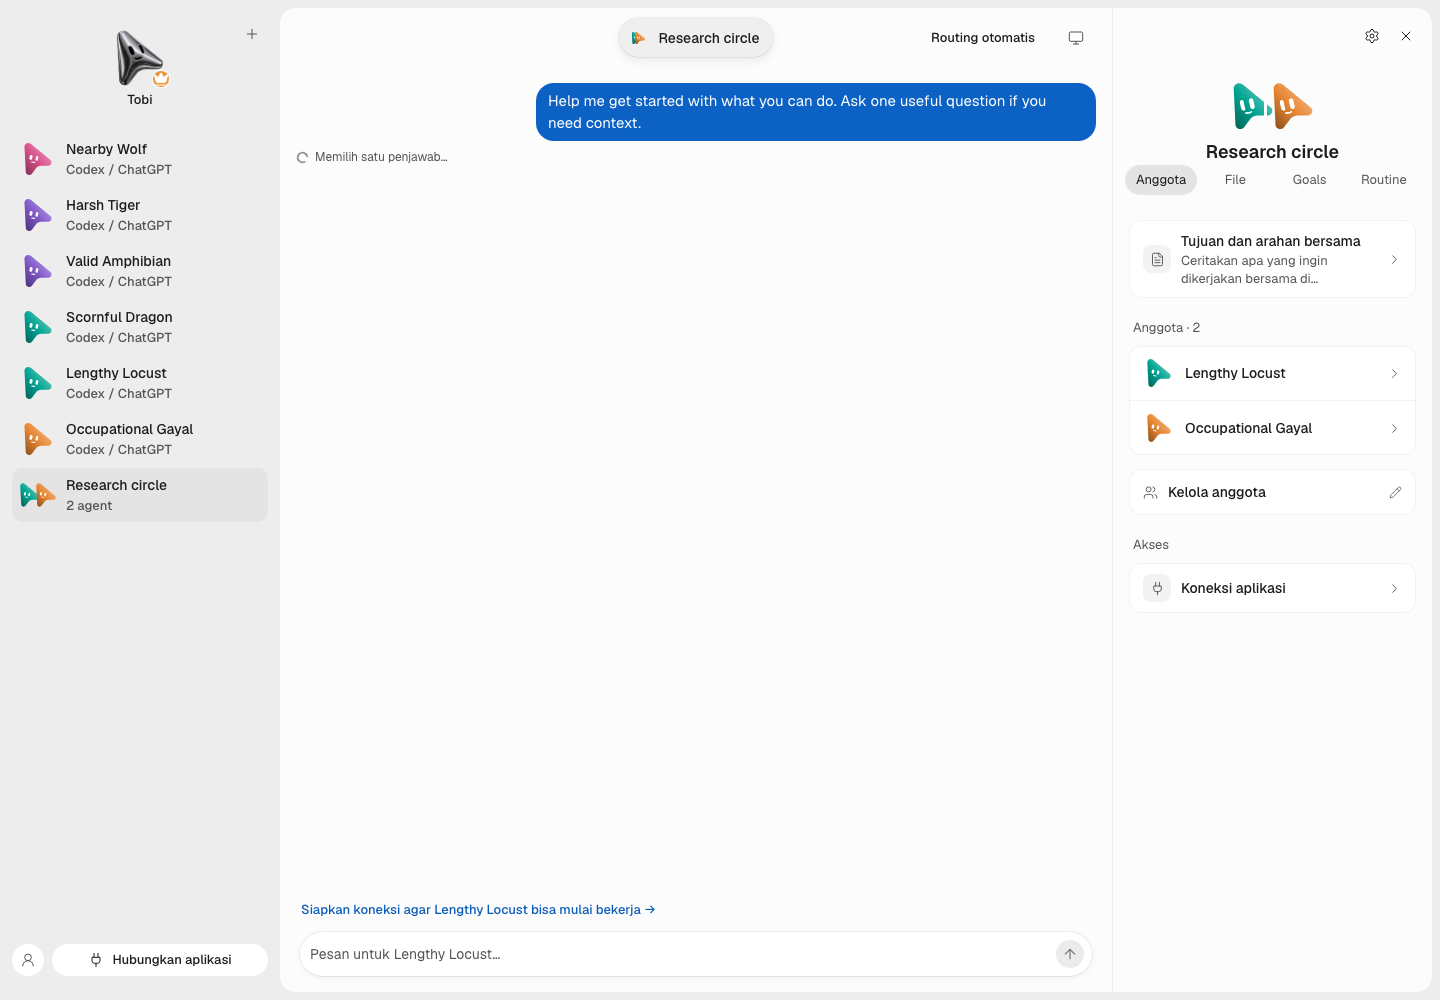 Tobi
Nearby Wolf
Codex / ChatGPT
Harsh Tiger
Codex / ChatGPT
Valid Amphibian
Codex / ChatGPT
Scornful Dragon
Codex / ChatGPT
Lengthy Locust
Codex / ChatGPT
Occupational Gayal
Codex / ChatGPT
Research circle
2 agent
Hubungkan aplikasi
Research circle
Routing otomatis
Help me get started with what you can do. Ask one useful question if you
need context.
Memilih satu penjawab...
Siapkan koneksi agar Lengthy Locust bisa mulai bekerja →
Pesan untuk Lengthy Locust...
Research circle
Anggota
File
Goals
Routine
Tujuan dan arahan bersama
Ceritakan apa yang ingin
dikerjakan bersama di...
Anggota · 2
Lengthy Locust
Occupational Gayal
Kelola anggota
Akses
Koneksi aplikasi